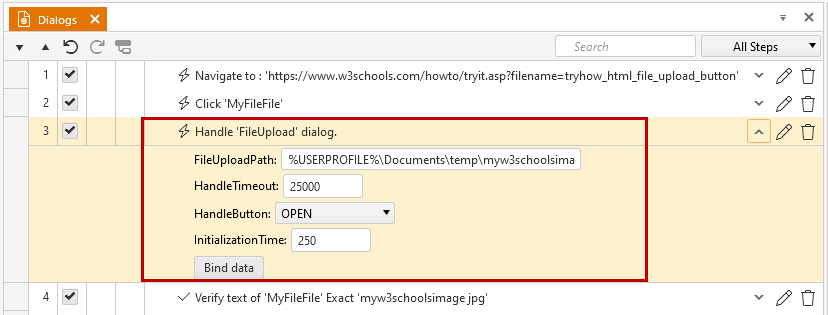 Dialogs
Search
All Steps
1 Navigate to : 'https://www.w3schools.com/howto/tryit.asp?filename=tryhow_html_file_upload_button'
2 Click 'MyFileFile'
3 Handle 'FileUpload' dialog.
FileUploadPath: %USERPROFILE%\Documents\temp\myw3schoolsima
HandleTimeout: 25000
HandleButton: OPEN
InitializationTime: 250
Bind data
4 Verify text of 'MyFileFile' Exact 'myw3schoolsimage jpg'